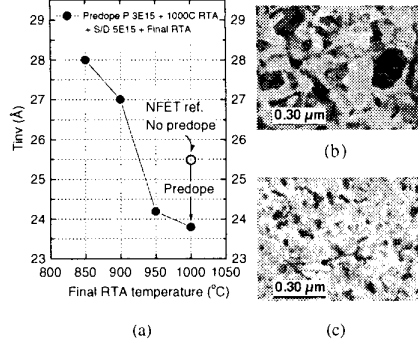 (a)
Predope P 3E15 + 1000C RTA
+ S/D 5E15 + Final RTA
29
28
27
26
25
24
23
Tinv (Å)
NFET ref.
No predope
Predope
29
28
27
26
25
24
23
800 850 900 950 1000 1050
Final RTA temperature (°C)
(a)
0.30 µm
(b)
0.30 µm
(c)